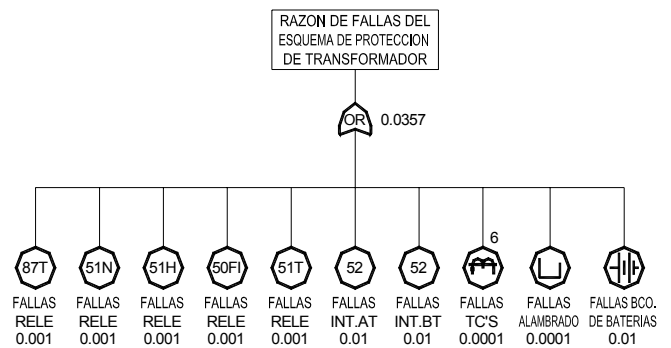 RAZON DE FALLAS DEL
ESQUEMA DE PROTECCION
DE TRANSFORMADOR
OR 0.0357
6
87T 51N 51H 50FI 51T 52 52
FALLAS FALLAS FALLAS FALLAS FALLAS FALLAS FALLAS FALLAS FALLAS FALLAS BCO.
RELE RELE RELE RELE RELE INT.AT INT.BT TC'S ALAMBRADO DE BATERIAS
0.001 0.001 0.001 0.001 0.001 0.01 0.01 0.0001 0.0001 0.01